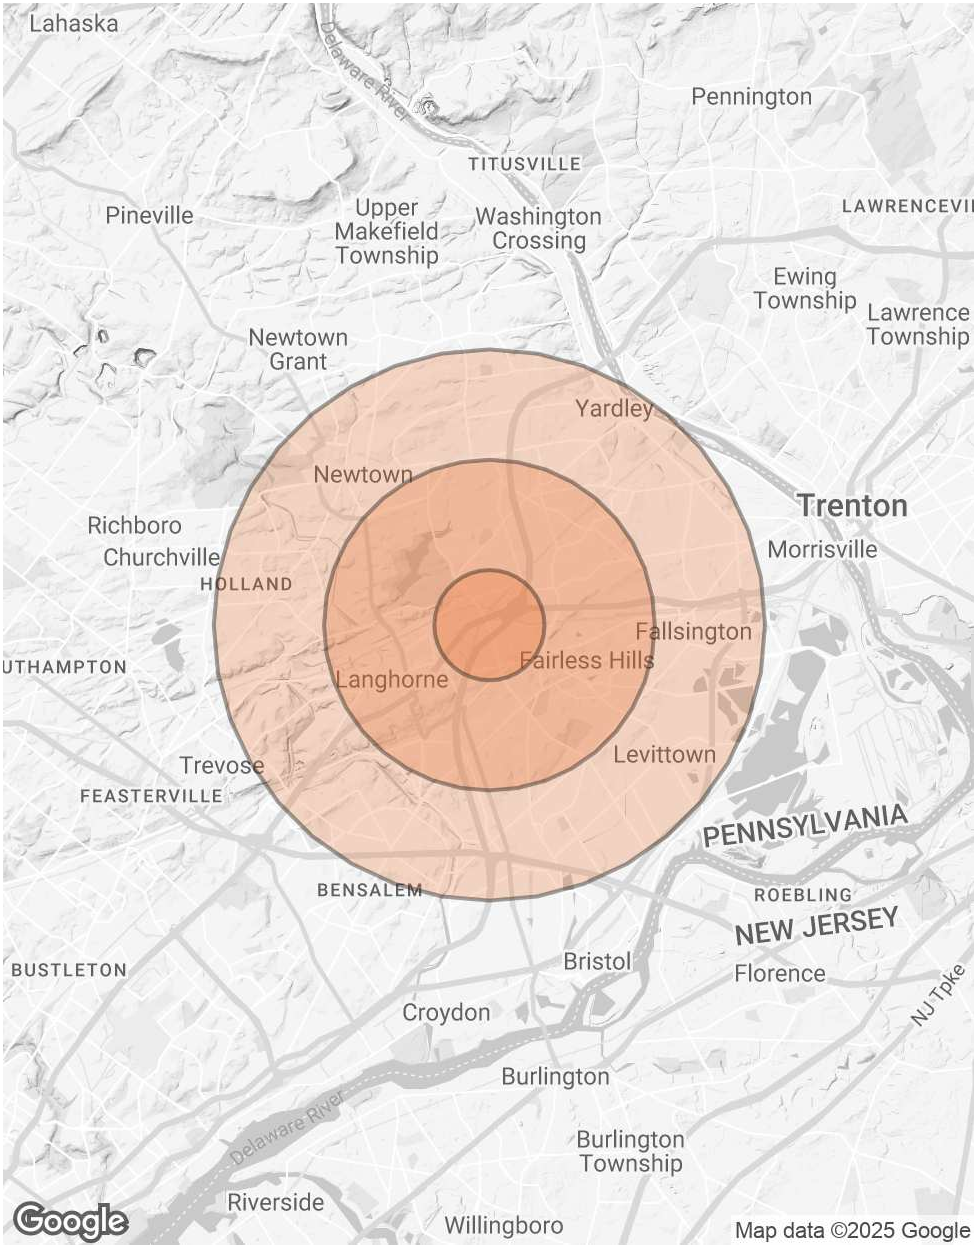 Lahaska
Delaware River
Pennington
TITUSVILLE
Pineville
Upper
Makefield
Township
Washington
Crossing
LAWRENCEVIL
Ewing
Township
Lawrence
Township
Newtown
Grant
Yardley
Newtown
Trenton
Richboro
Churchville
Morrisville
HOLLAND
Fallsington
UTHAMPTON
Fairless Hills
Langhorne
Levittown
Trevose
FEASTERVILLE
PENNSYLVANIA
BENSALEM
ROEBLING
NEW JERSEY
BUSTLETON
Bristol
Florence
NJ Tpke
Croydon
Burlington
Delaware River
Burlington
Township
Riverside
Willingboro
Google
Map data ©2025 Google